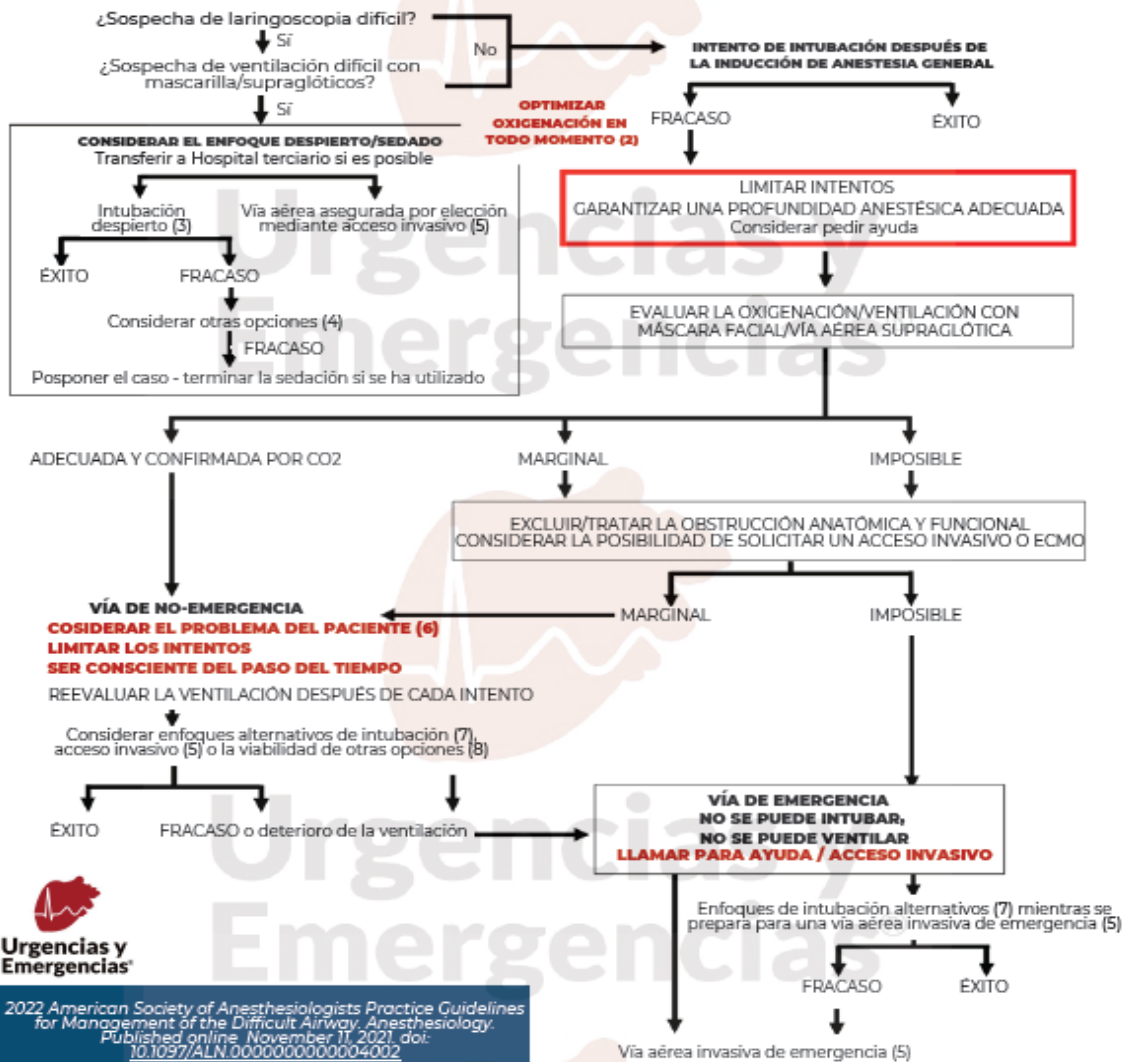 ¿Sospecha de laringoscopia difícil?
Sí
No
¿Sospecha de ventilación difícil con
mascarilla/supraglóticos?
Sí
INTENTO DE INTUBACIÓN DESPUÉS DE
LA INDUCCIÓN DE ANESTESIA GENERAL
OPTIMIZAR
OXIGENACIÓN EN
TODO MOMENTO (2)
FRACASO
ÉXITO
CONSIDERAR EL ENFOQUE DESPIERTO/SEDADO
Transferir a Hospital terciario si es posible
Intubación
despierto (3)
Vía aérea asegurada por elección
mediante acceso invasivo (5)
ÉXITO
FRACASO
Considerar otras opciones (4)
FRACASO
Posponer el caso - terminar la sedación si se ha utilizado
LIMITAR INTENTOS
GARANTIZAR UNA PROFUNDIDAD ANESTÉSICA ADECUADA
Considerar pedir ayuda
EVALUAR LA OXIGENACIÓN/VENTILACIÓN CON
MÁSCARA FACIAL/VÍA AÉREA SUPRAGLÓTICA
ADECUADA Y CONFIRMADA POR CO2
MARGINAL
IMPOSIBLE
EXCLUIR/TRATAR LA OBSTRUCCIÓN ANATÓMICA Y FUNCIONAL
CONSIDERAR LA POSIBILIDAD DE SOLICITAR UN ACCESO INVASIVO O ECMO
MARGINAL
IMPOSIBLE
VÍA DE NO-EMERGENCIA
COSIDERAR EL PROBLEMA DEL PACIENTE (6)
LIMITAR LOS INTENTOS
SER CONSCIENTE DEL PASO DEL TIEMPO
REEVALUAR LA VENTILACIÓN DESPUÉS DE CADA INTENTO
Considerar enfoques alternativos de intubación (7),
acceso invasivo (5) o la viabilidad de otras opciones (8)
ÉXITO
FRACASO o deterioro de la ventilación
VÍA DE EMERGENCIA
NO SE PUEDE INTUBAR,
NO SE PUEDE VENTILAR
LLAMAR PARA AYUDA / ACCESO INVASIVO
Enfoques de intubación alternativos (7) mientras se
prepara para una vía aérea invasiva de emergencia (5)
FRACASO
ÉXITO
Vía aérea invasiva de emergencia (5)
Urgencias y
Emergencias
Urgencias y
Emergencias®
Urgencias y
Emergencias®
2022 American Society of Anesthesiologists Practice Guidelines
for Management of the Difficult Airway. Anesthesiology.
Published online November 11, 2021. doi:
10.1097/ALN.0000000000004002